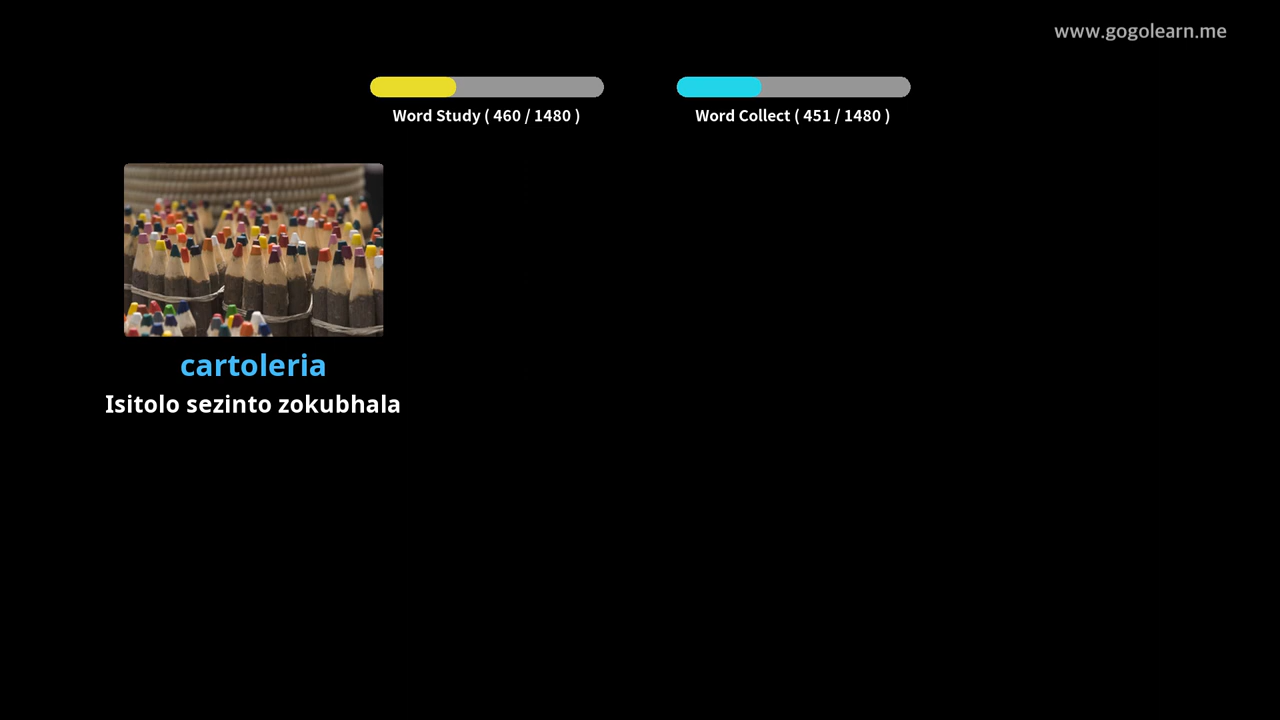 www.gogolearn.me
Word Study ( 460 / 1480 )
Word Collect ( 451 / 1480 )
cartoleria
Isitolo sezinto zokubhala